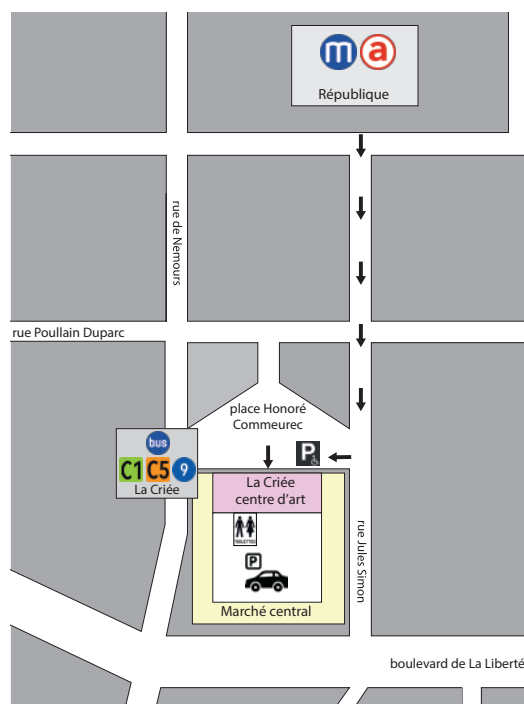 m a
République
rue de Nemours
rue Poullain Duparc
place Honoré
Commeurec
bus
C1 C5 9
La Criée
P
La Criée
centre d'art
TOILETTES
P
Marché central
rue Jules Simon
boulevard de La Liberté